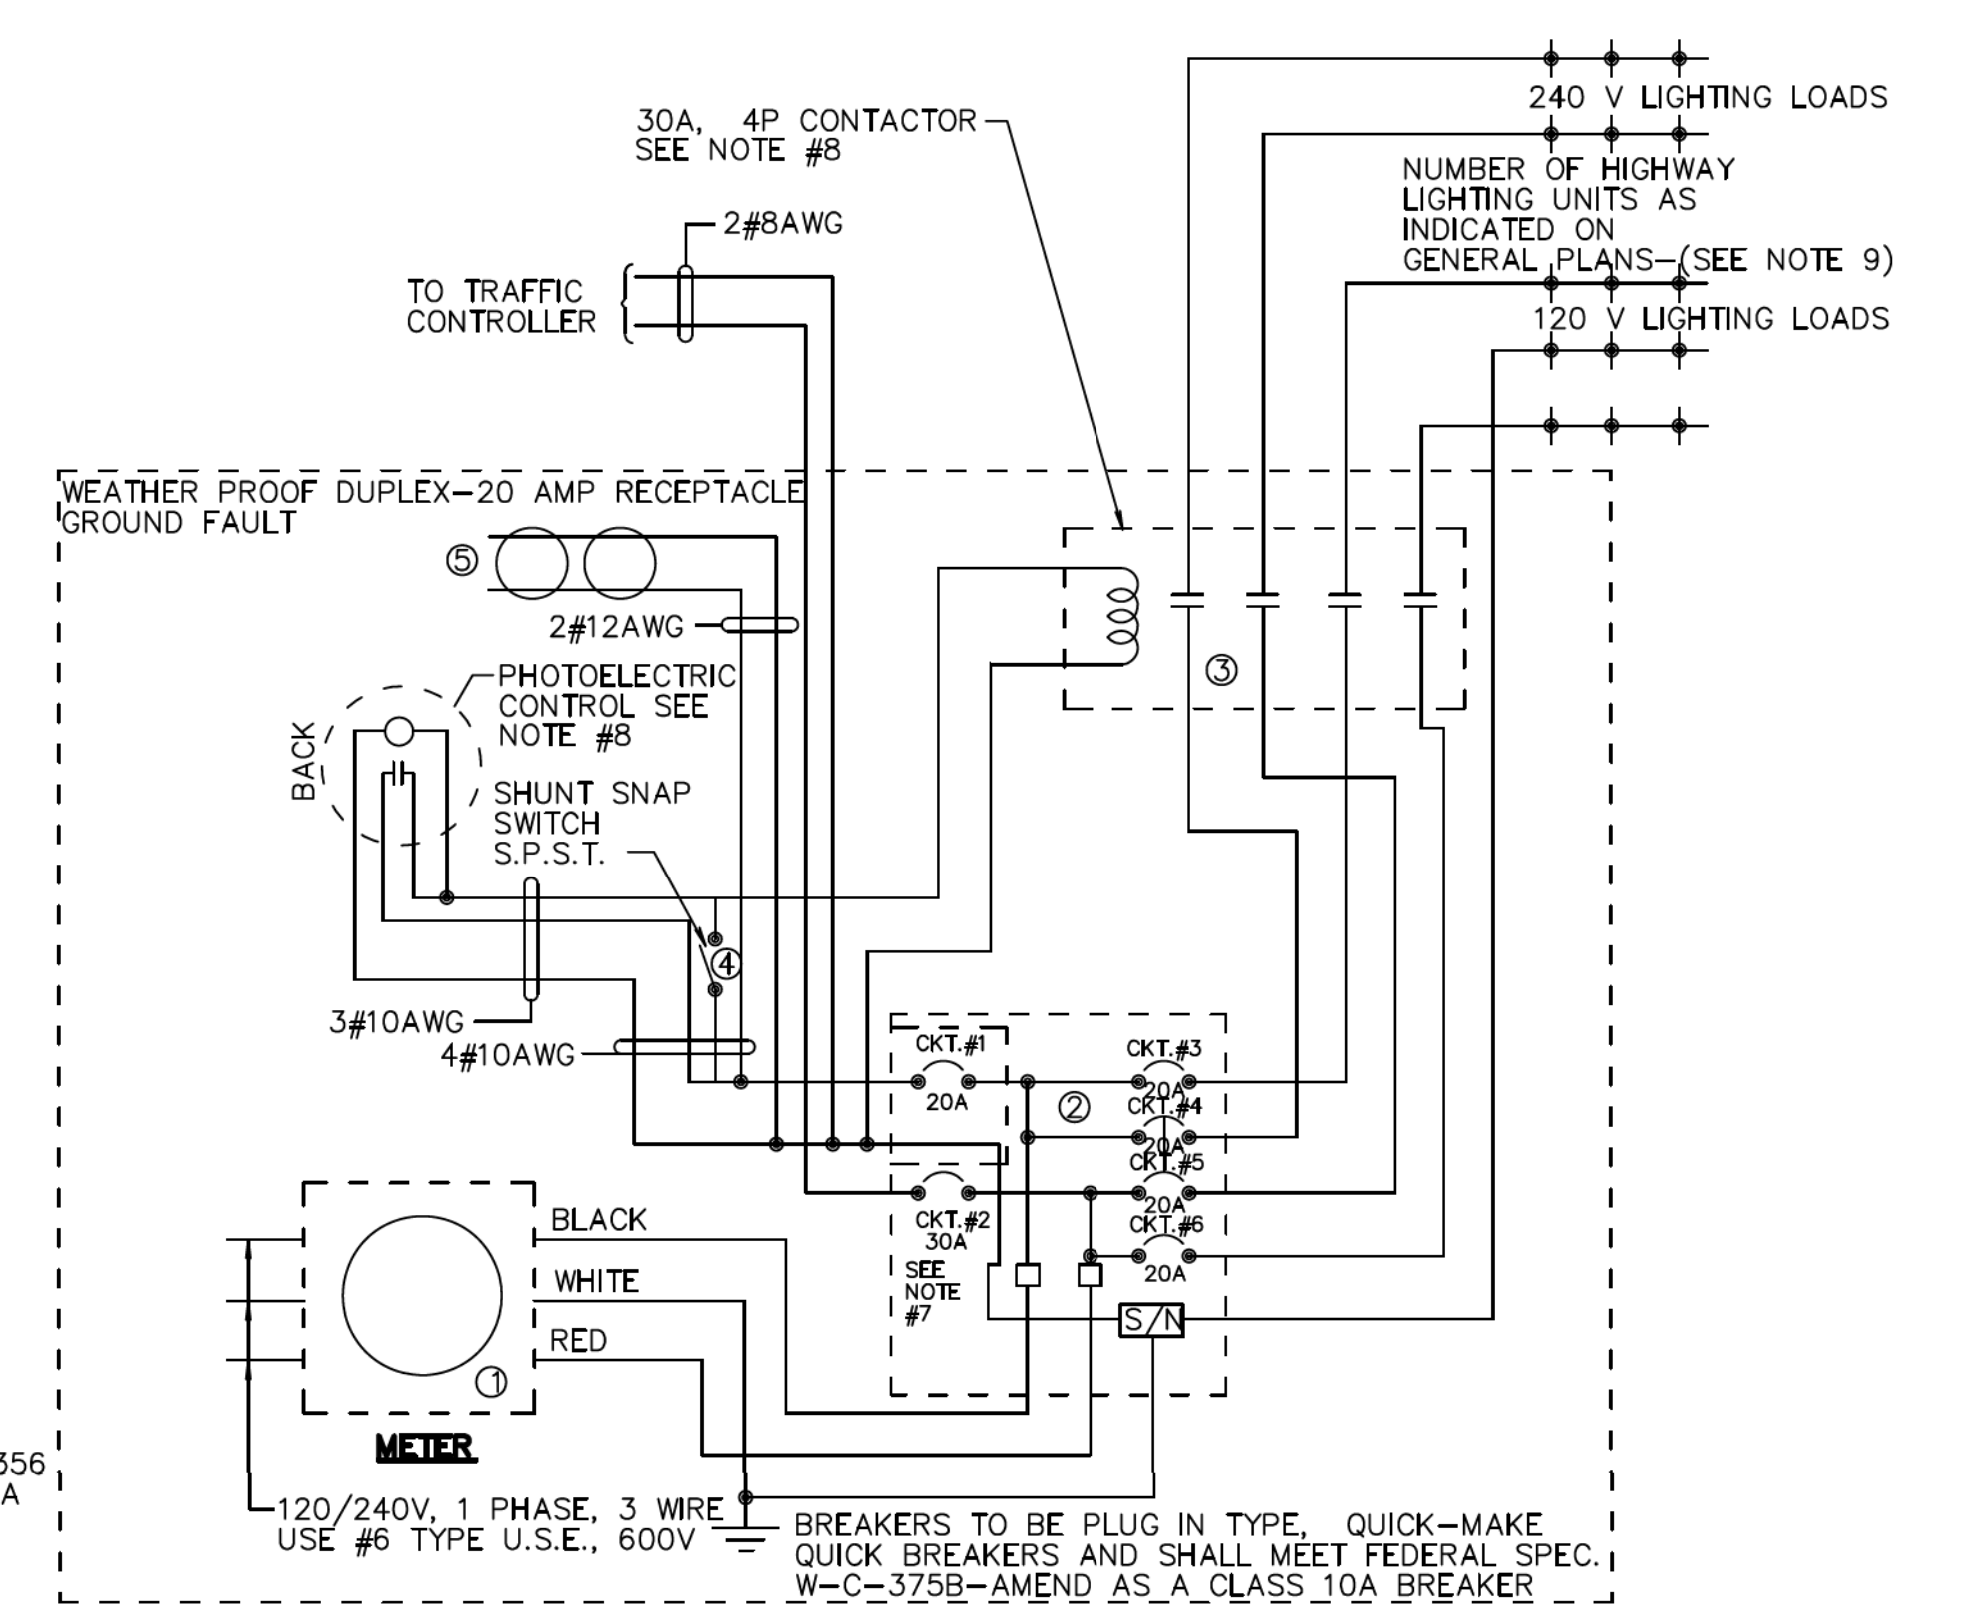 240 V LIGHTING LOADS
30A, 4P CONTACTOR
SEE NOTE #8
NUMBER OF HIGHWAY
LIGHTING UNITS AS
INDICATED ON
GENERAL PLANS-(SEE NOTE 9)
2#8AWG
TO TRAFFIC
CONTROLLER
120 V LIGHTING LOADS
WEATHER PROOF DUPLEX-20 AMP RECEPTACLE
GROUND FAULT
5
2#12AWG
3
PHOTOELECTRIC
CONTROL SEE
NOTE #8
BACK
SHUNT SNAP
SWITCH
S.P.S.T.
4
3#10AWG
4#10AWG
CKT.#1
20A
2
CKT.#3
20A
CKT.#4
20A
CKT.#5
20A
CKT.#6
20A
CKT.#2
30A
SEE
NOTE
#7
S/N
BLACK
WHITE
RED
1
METER
356
A
120/240V, 1 PHASE, 3 WIRE
USE #6 TYPE U.S.E., 600V
BREAKERS TO BE PLUG IN TYPE, QUICK-MAKE
QUICK BREAKERS AND SHALL MEET FEDERAL SPEC.
W-C-375B-AMEND AS A CLASS 10A BREAKER